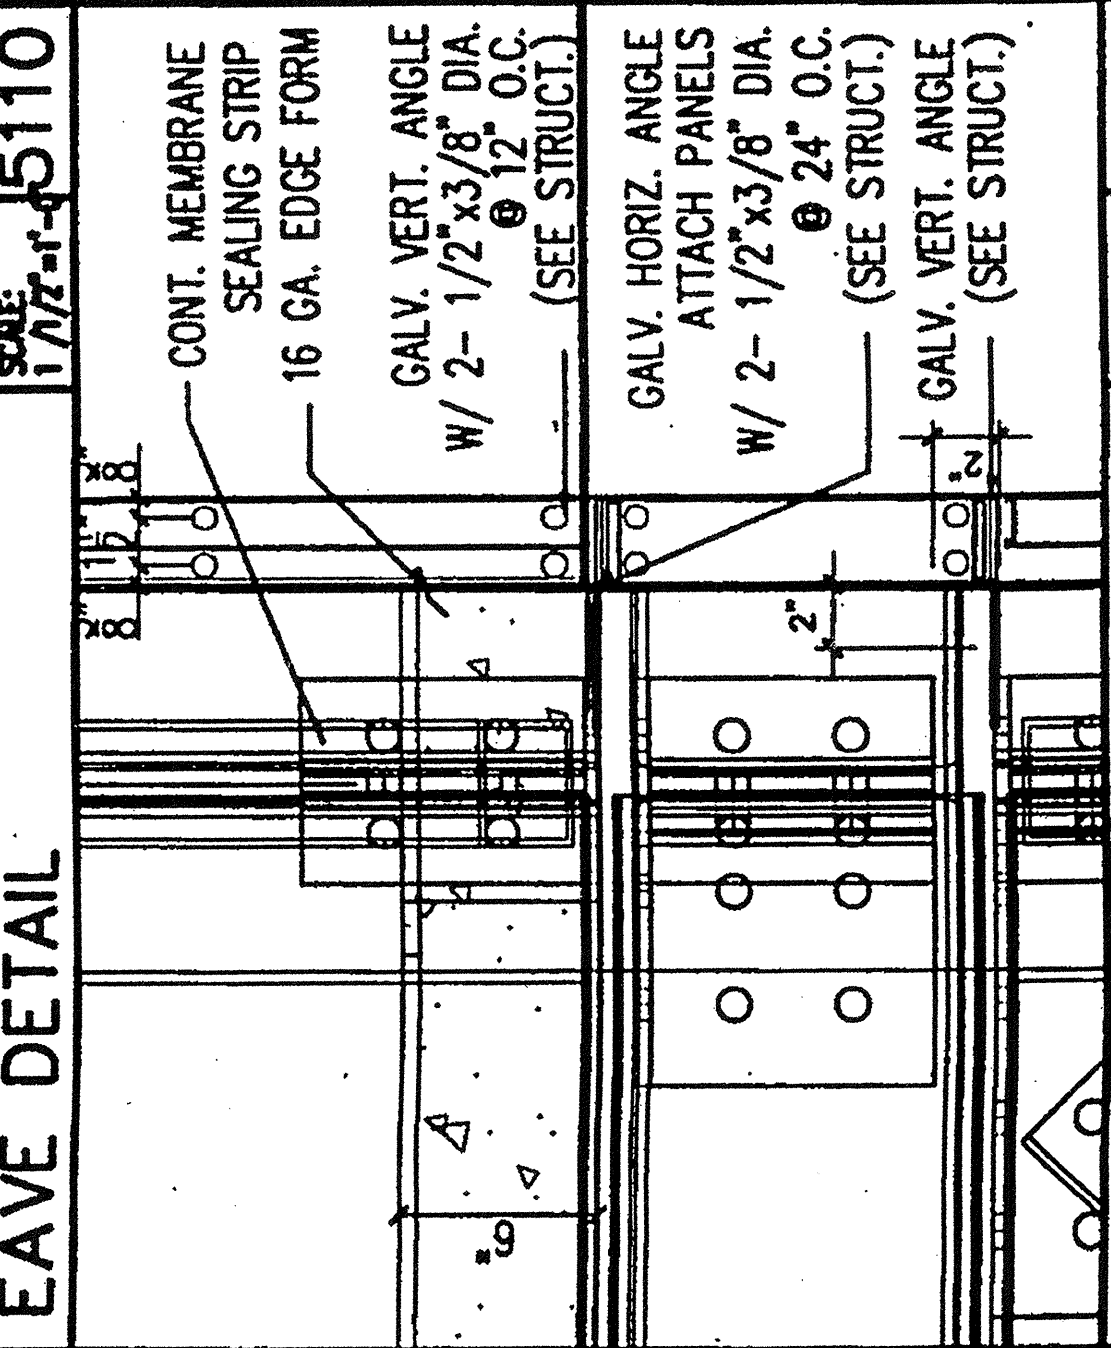 EAVE DETAIL
SCALE:
1 1/2"=1'-0"
15110
CONT. MEMBRANE
SEALING STRIP
16 GA. EDGE FORM
GALV. VERT. ANGLE
W/ 2- 1/2"x3/8" DIA.
@ 12" O.C.
(SEE STRUCT.)
GALV. HORIZ. ANGLE
ATTACH PANELS
W/ 2- 1/2"x3/8" DIA.
@ 24" O.C.
(SEE STRUCT.)
GALV. VERT. ANGLE
(SEE STRUCT.)
2"
2"